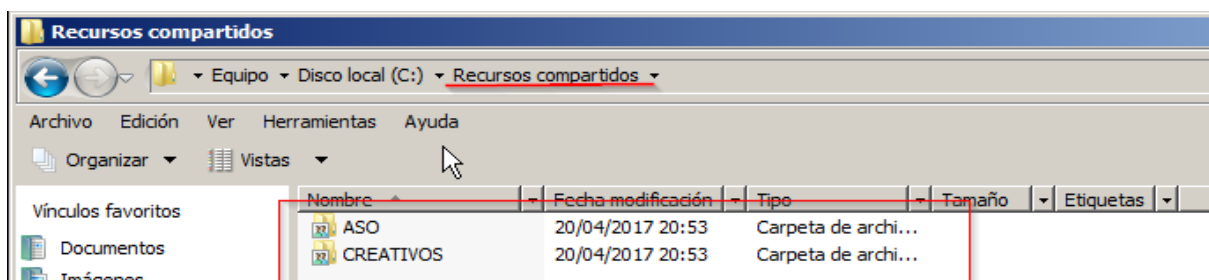 Recursos compartidos
Equipo Disco local (C:) Recursos compartidos
Archivo Edición Ver Herramientas Ayuda
Organizar Vistas
Vínculos favoritos
Nombre Fecha modificación Tipo Tamaño Etiquetas
ASO 20/04/2017 20:53 Carpeta de archi...
Documentos
CREATIVOS 20/04/2017 20:53 Carpeta de archi...
Imágenes